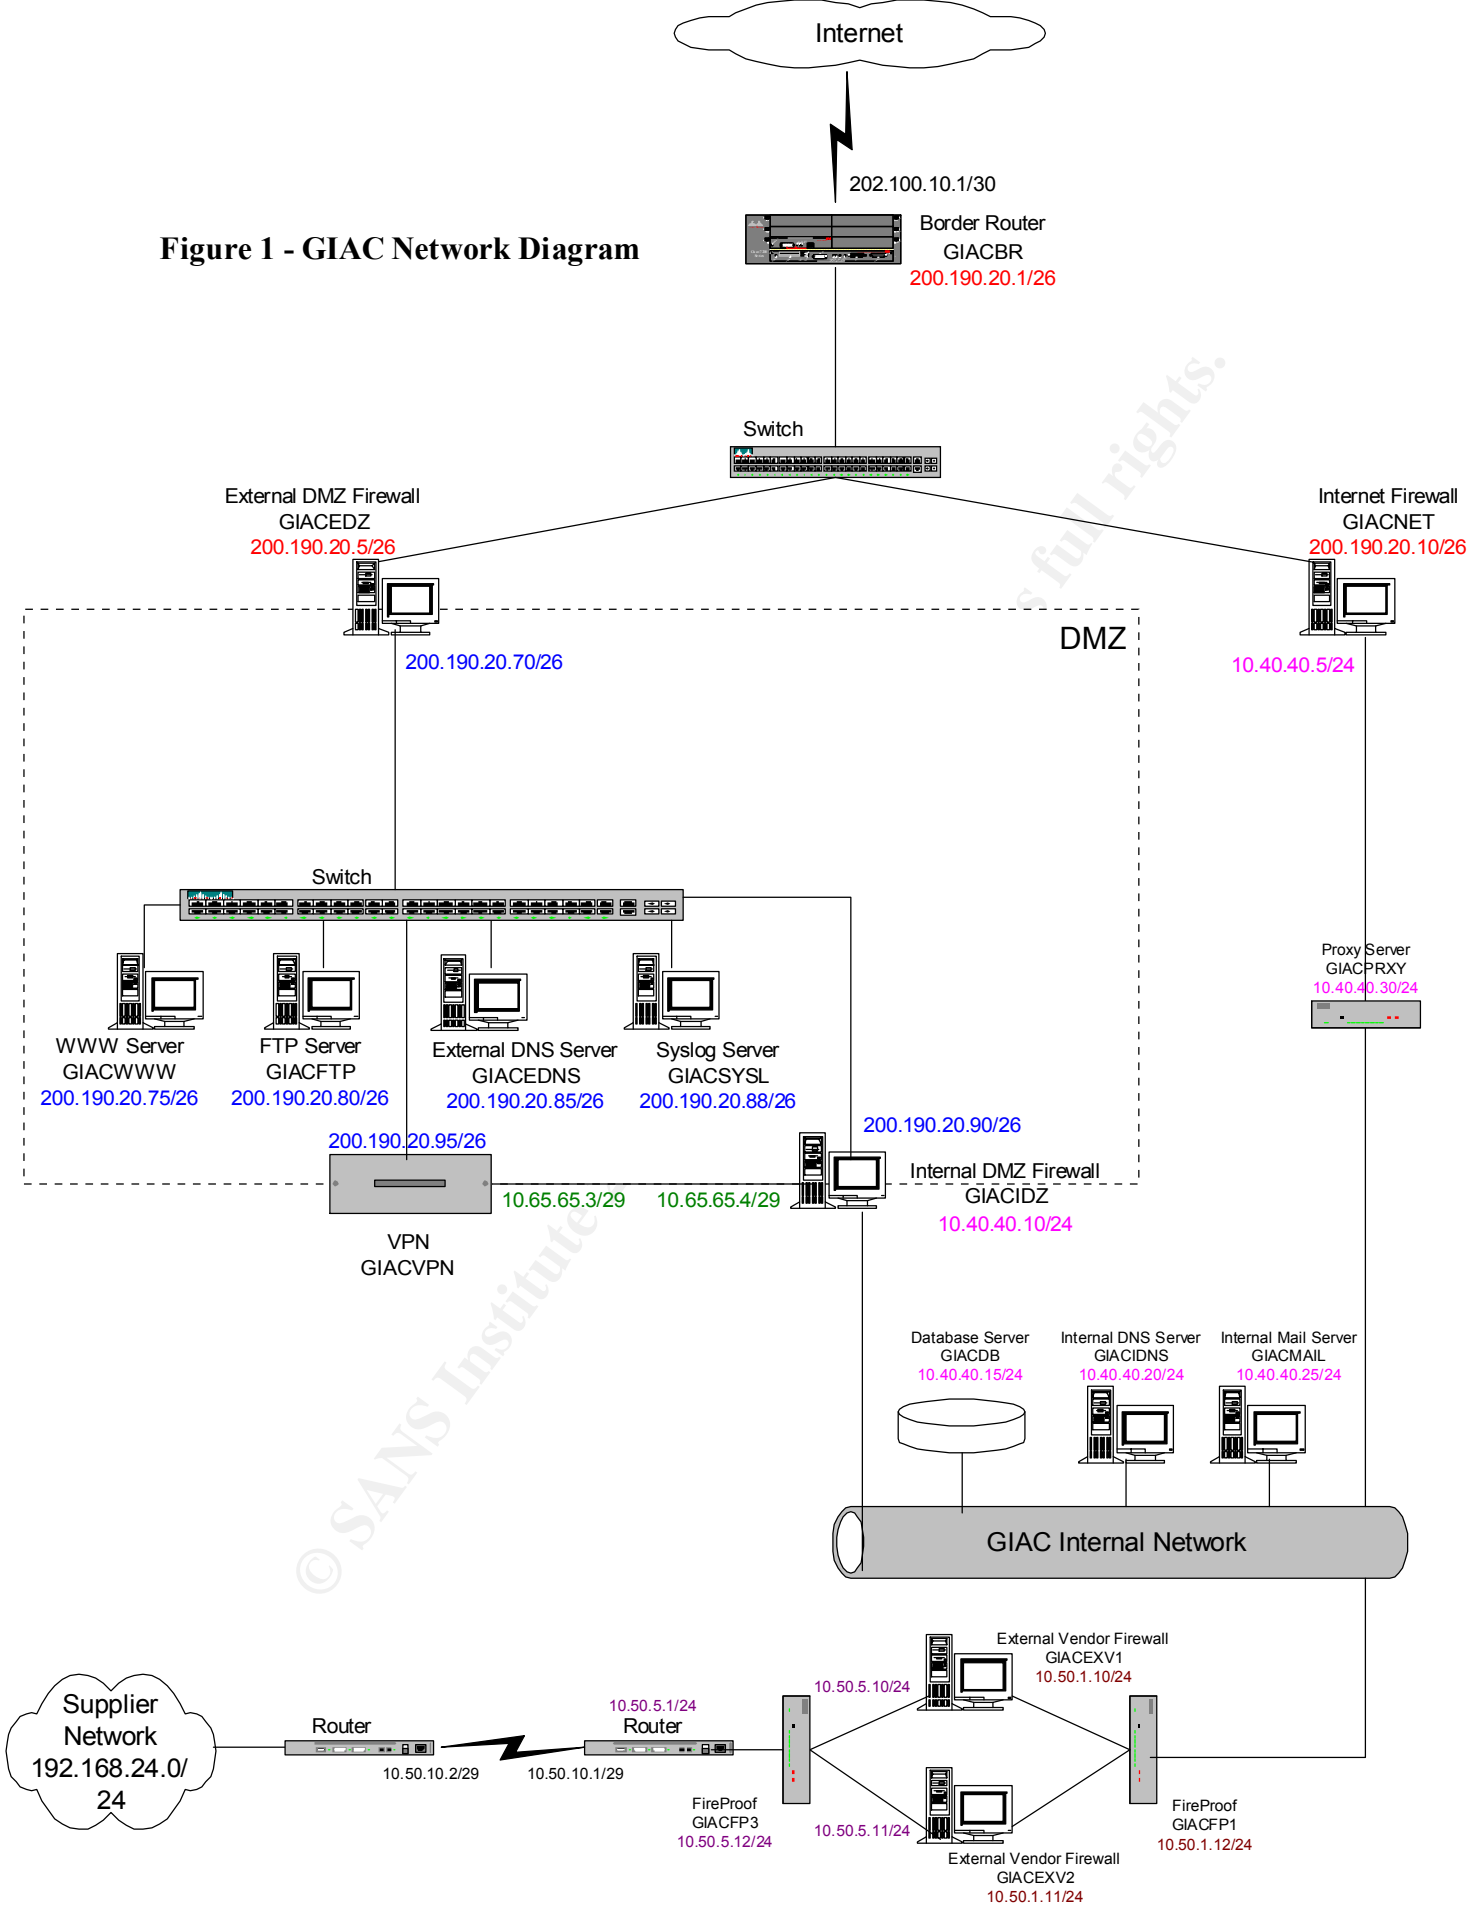 Internet
202.100.10.1/30
Border Router
GIACBR
200.190.20.1/26
Figure 1 - GIAC Network Diagram
Switch
External DMZ Firewall
GIACEDZ
200.190.20.5/26
Internet Firewall
GIACNET
200.190.20.10/26
DMZ
200.190.20.70/26
10.40.40.5/24
Switch
Proxy Server
GIACPRXY
10.40.40.30/24
WWW Server
GIACWWW
200.190.20.75/26
FTP Server
GIACFTP
200.190.20.80/26
External DNS Server
GIACEDNS
200.190.20.85/26
Syslog Server
GIACSYSL
200.190.20.88/26
200.190.20.95/26
200.190.20.90/26
10.65.65.3/29
10.65.65.4/29
Internal DMZ Firewall
GIACIDZ
10.40.40.10/24
VPN
GIACVPN
Database Server
GIACDB
10.40.40.15/24
Internal DNS Server
GIACIDNS
10.40.40.20/24
Internal Mail Server
GIACMAIL
10.40.40.25/24
GIAC Internal Network
External Vendor Firewall
GIACEXV1
10.50.1.10/24
10.50.5.10/24
Supplier
Network
192.168.24.0/
24
Router
10.50.10.2/29
10.50.5.1/24
Router
10.50.10.1/29
FireProof
GIACFP3
10.50.5.12/24
10.50.5.11/24
FireProof
GIACFP1
10.50.1.12/24
External Vendor Firewall
GIACEXV2
10.50.1.11/24
© SANS Institute
s full rights.